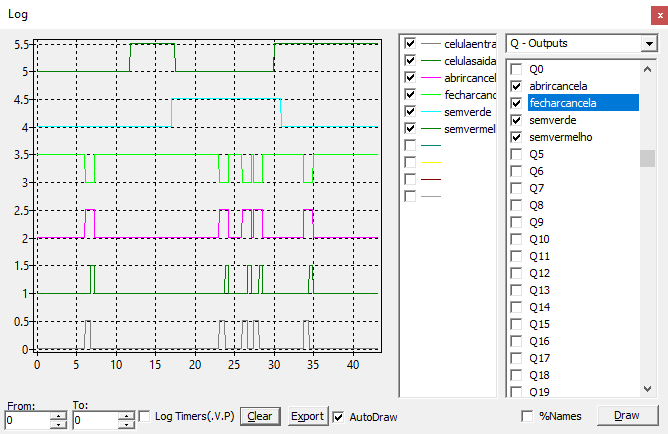 Log
x
5.5
5
4.5
4
3.5
3
2.5
2
1.5
1
0.5
0
0 5 10 15 20 25 30 35 40
celulaentra
celulasaida
abrircancel
fecharcanc
semverde
semvermel
Q - Outputs
Q0
abrircancela
fecharcancela
semverde
semvermelho
Q5
Q6
Q7
Q8
Q9
Q10
Q11
Q12
Q13
Q14
Q15
Q16
Q17
Q18
Q19
From: To:
0 0 Log Timers(.V.P) Clear Export AutoDraw %Names Draw